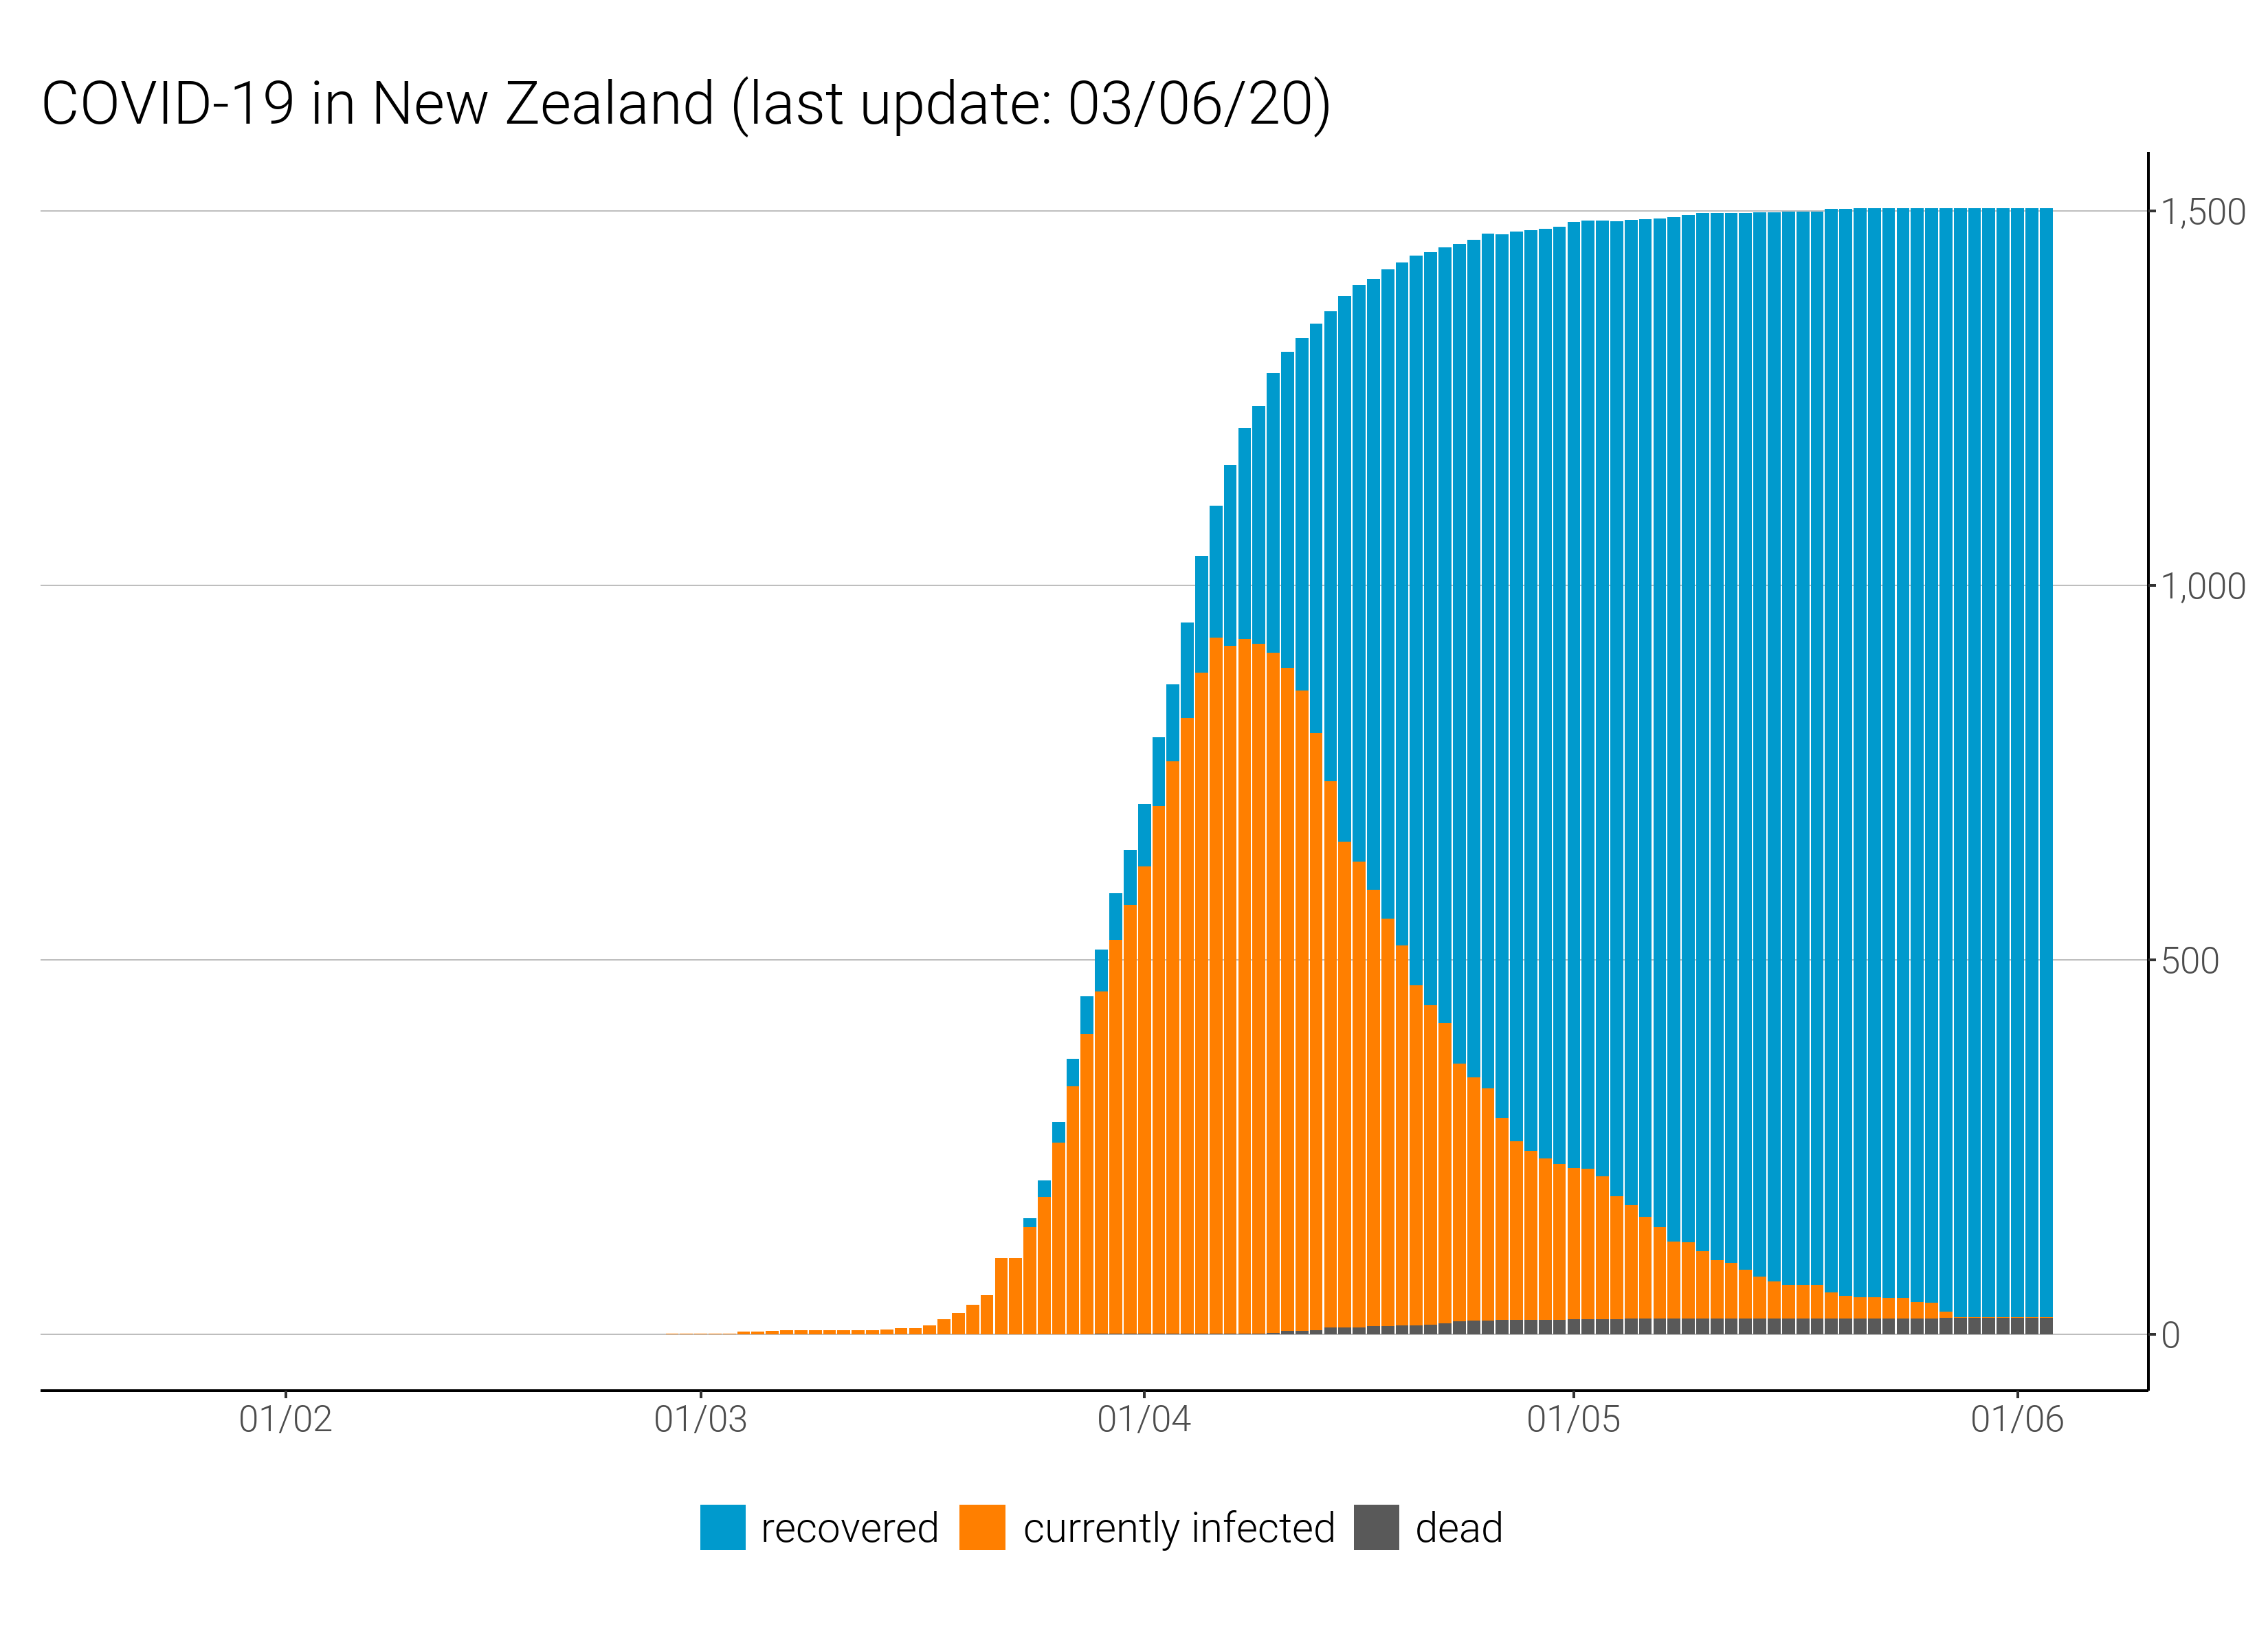 COVID-19 in New Zealand (last update: 03/06/20)
1,500
1,000
500
0
01/02 01/03 01/04 01/05 01/06
recovered currently infected dead